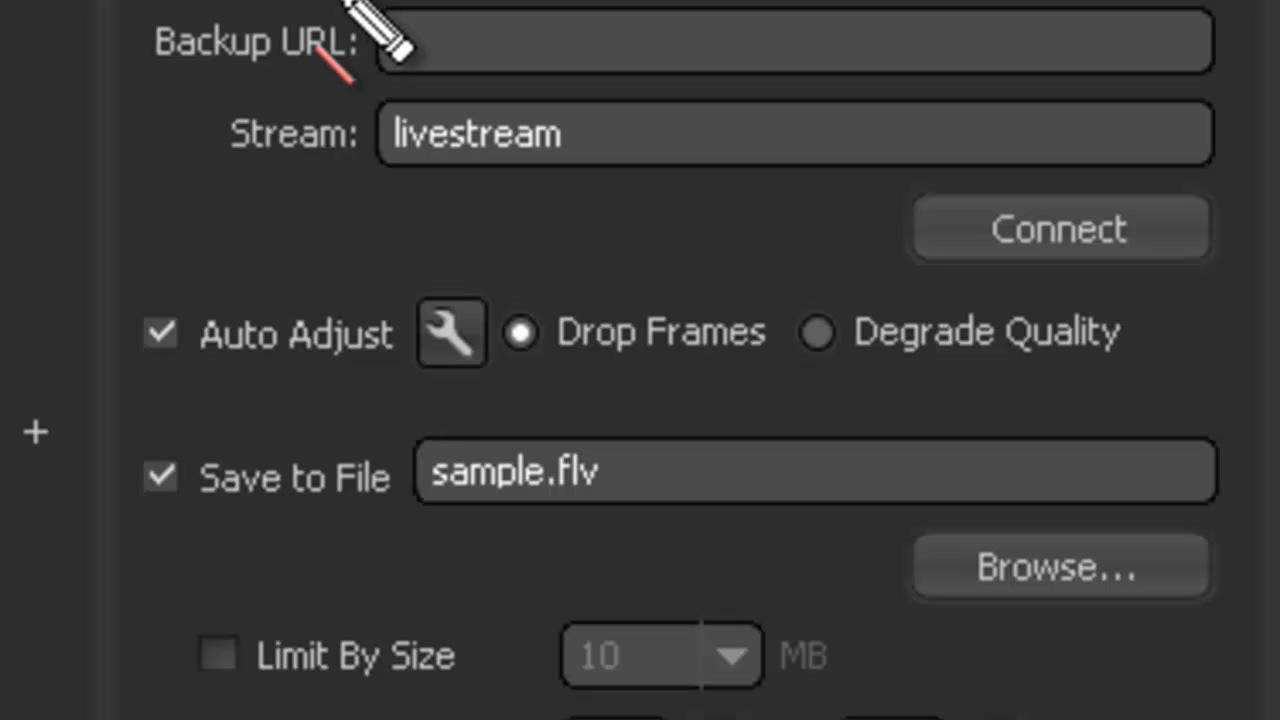 Backup URL:
Stream: livestream
Connect
Auto Adjust Drop Frames Degrade Quality
Save to File sample.flv
Browse...
Limit By Size 10 MB